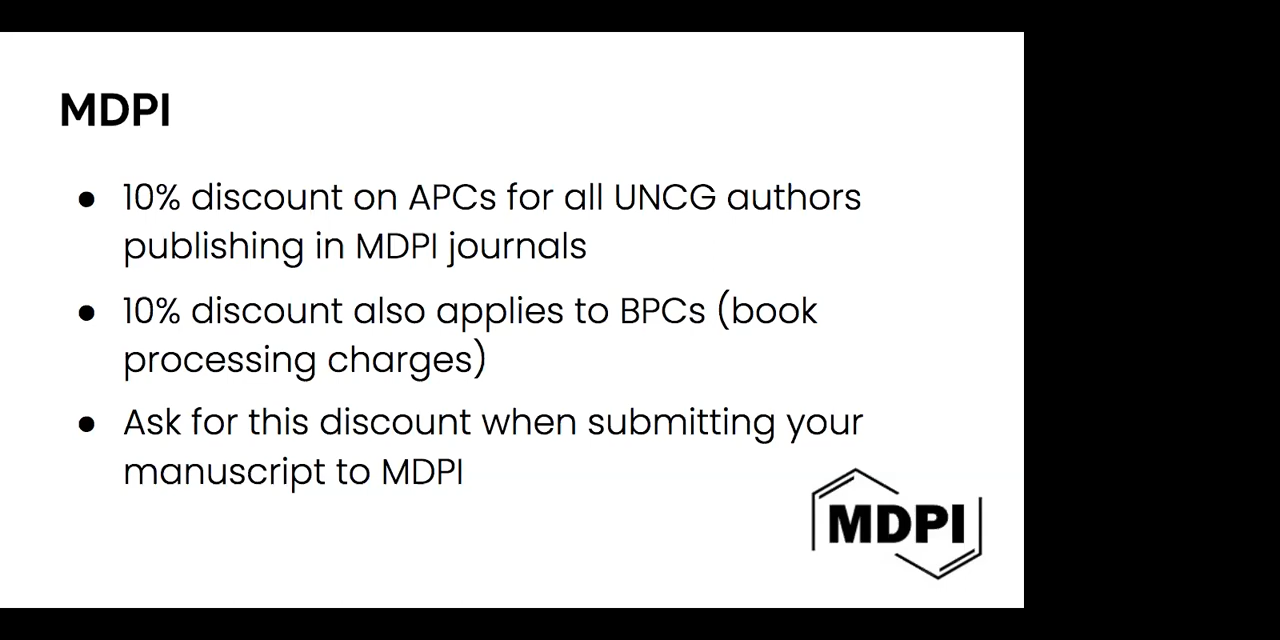 MDPI
● 10% discount on APCs for all UNCG authors
publishing in MDPI journals
● 10% discount also applies to BPCs (book
processing charges)
● Ask for this discount when submitting your
manuscript to MDPI
MDPI